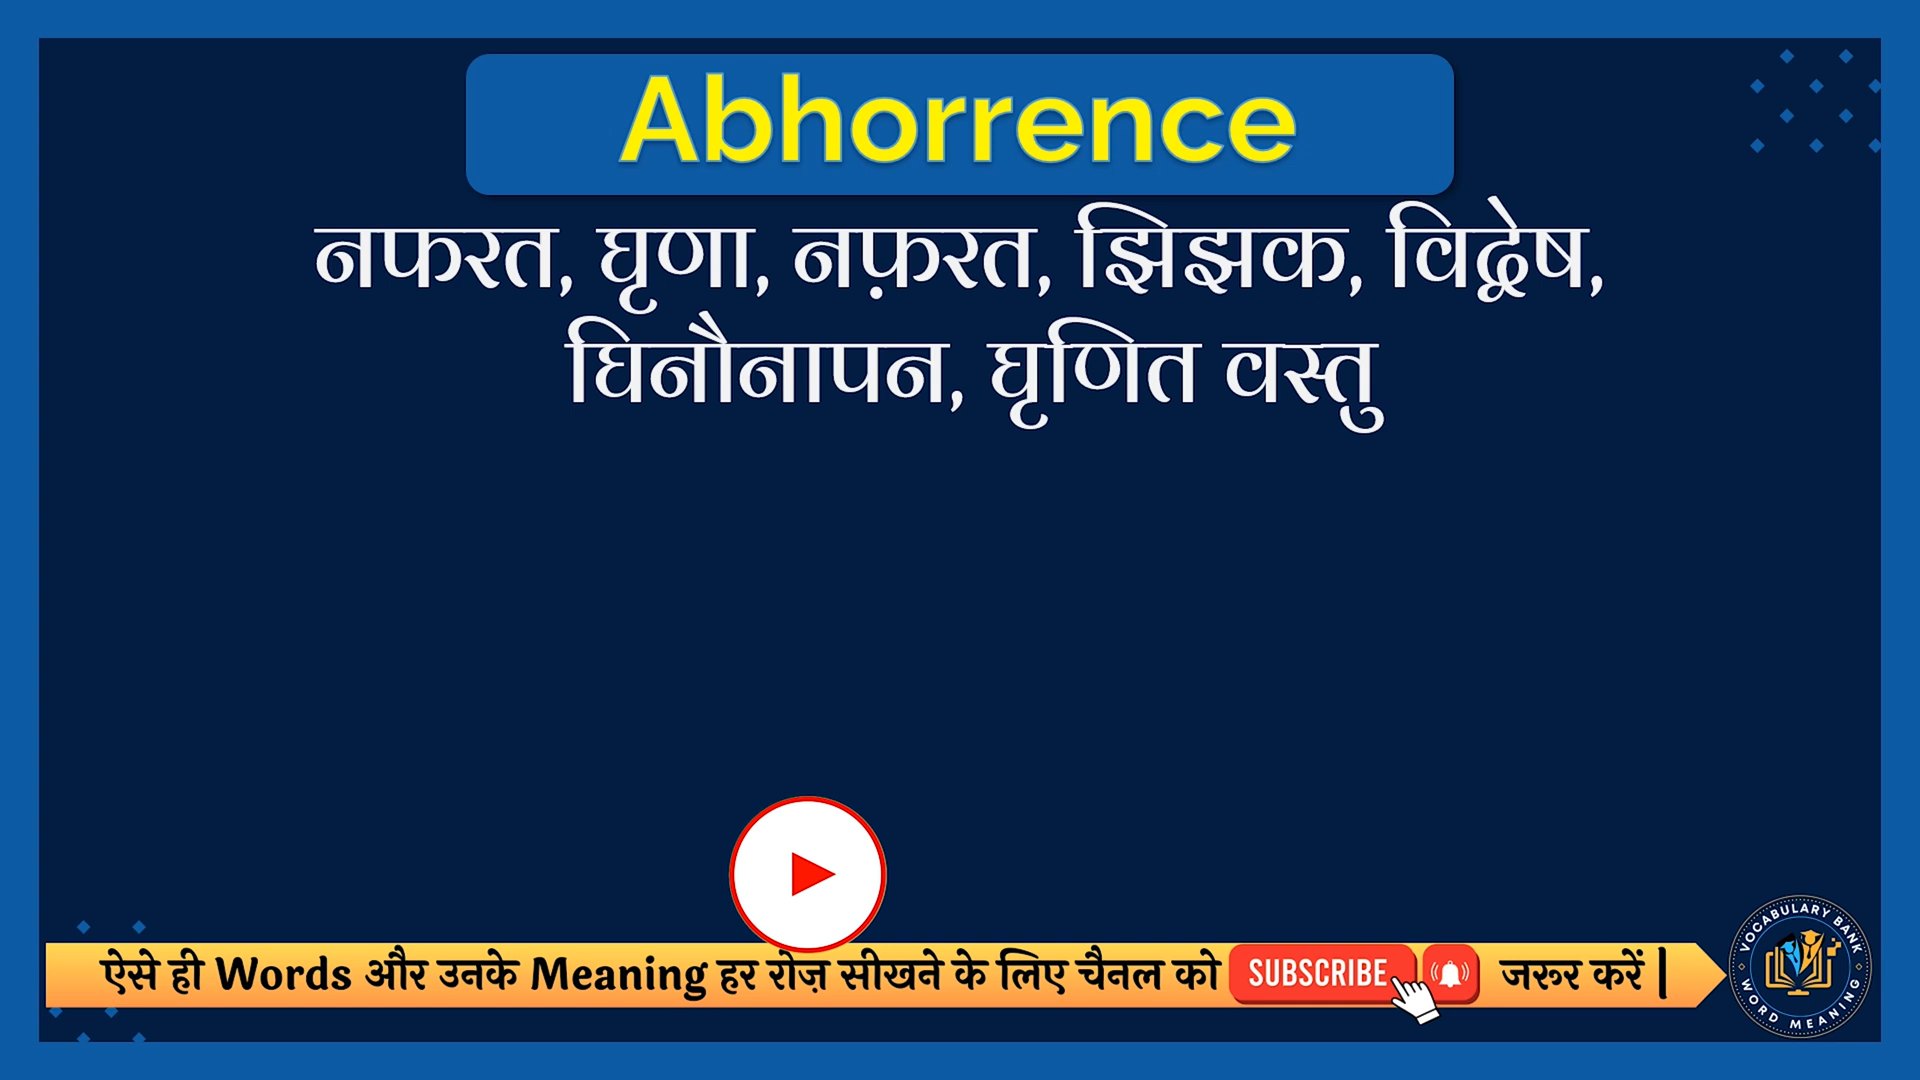 Abhorrence
नफरत, घृणा, नफ़रत, झिझक, विद्वेष,
घिनौनापन, घृणित वस्तु
ऐसे ही Words और उनके Meaning हर रोज़ सीखने के लिए चैनल को SUBSCRIBE जरूर करें |
VOCABULARY BANK
WORD MEANING